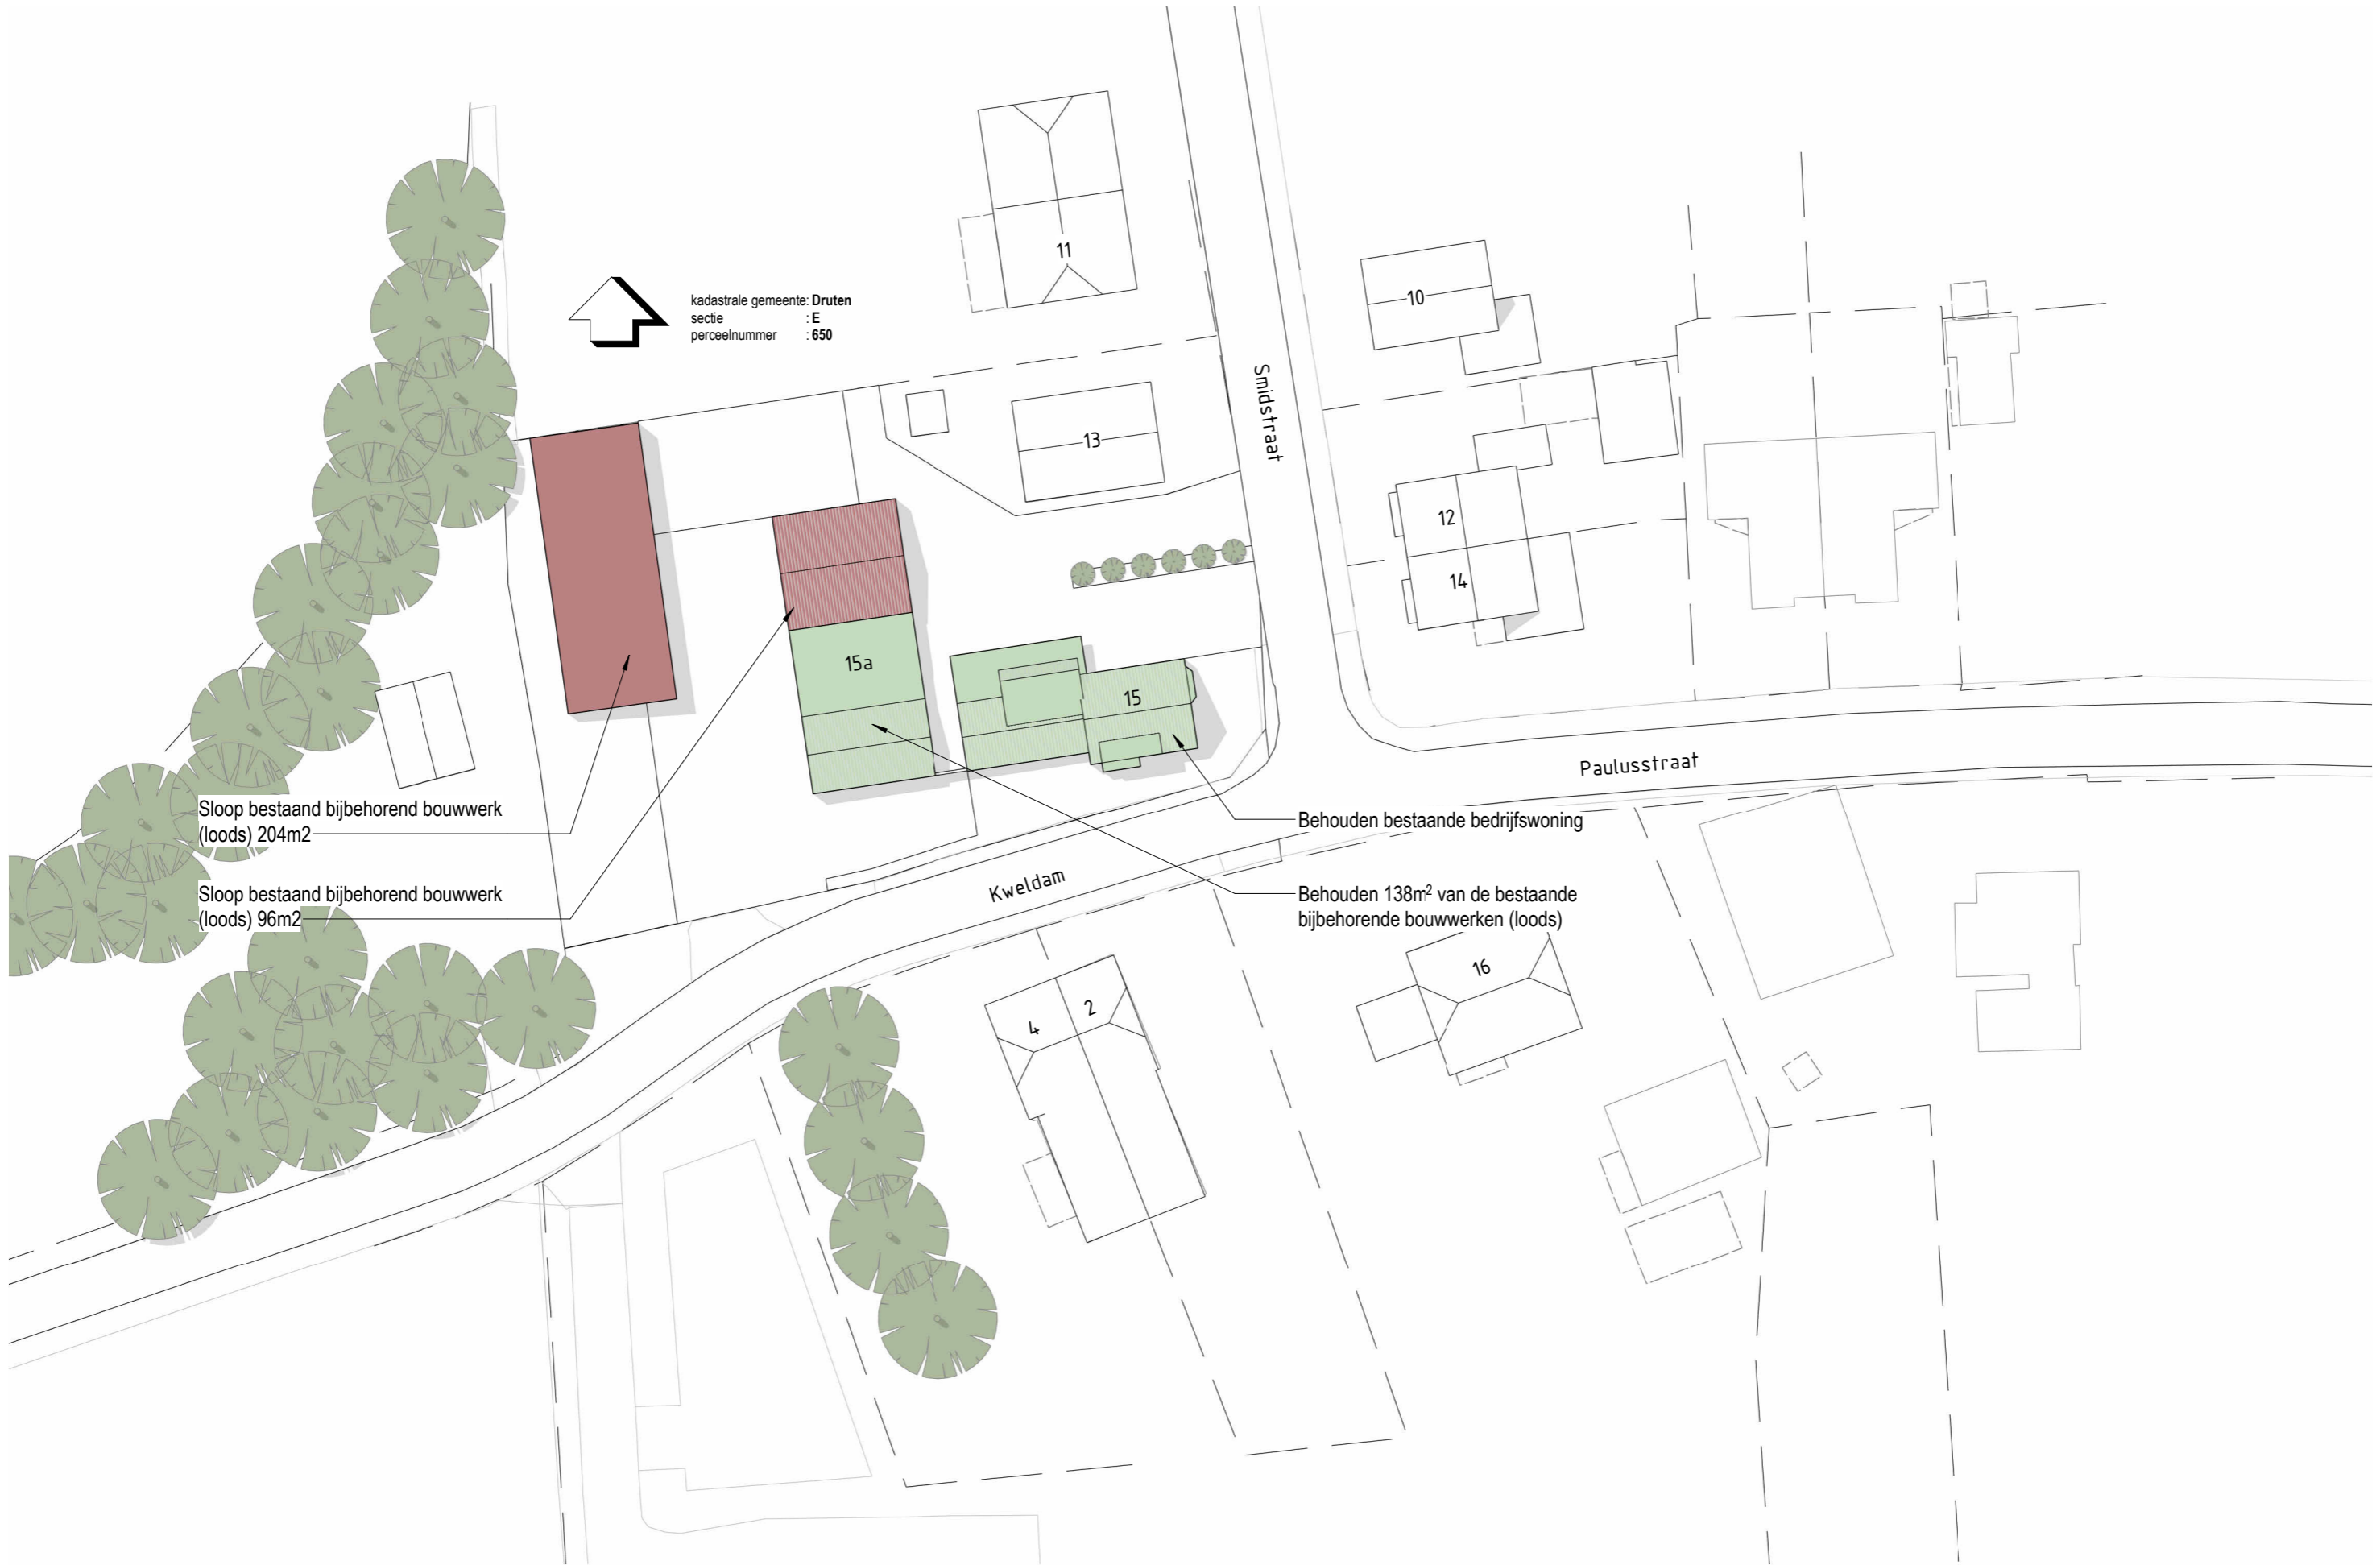 11
kadastrale gemeente: Druten
sectie : E
perceelnummer : 650
10
Smidstraat
13
12
14
15a
15
Paulusstraat
Sloop bestaand bijbehorend bouwwerk
(loods) 204m2
Behouden bestaande bedrijfswoning
Kweldam
Sloop bestaand bijbehorend bouwwerk
(loods) 96m2
Behouden 138m² van de bestaande
bijbehorende bouwwerken (loods)
16
2
4